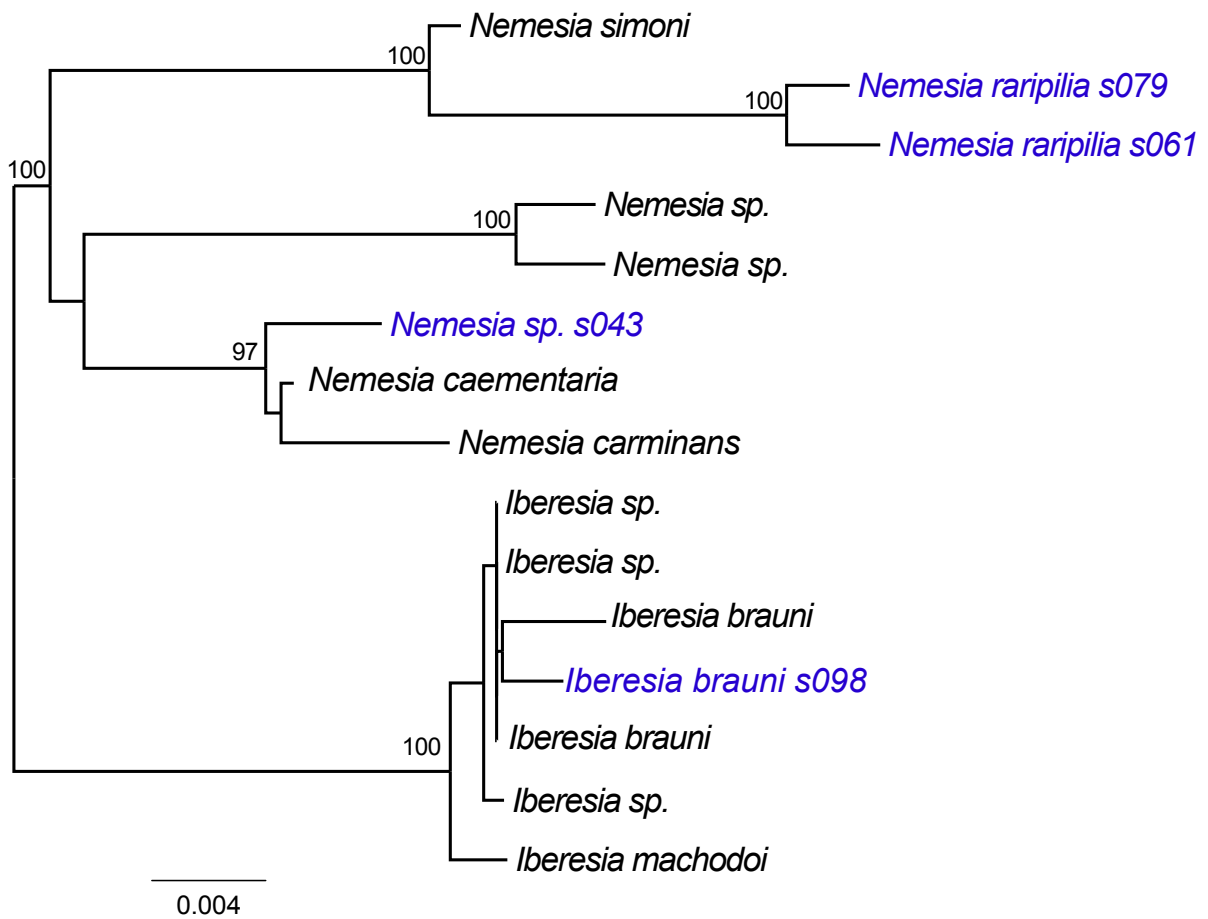 Nemesia simoni
100
Nemesia raripilia s079
100
Nemesia raripilia s061
100
Nemesia sp.
100
Nemesia sp.
Nemesia sp. s043
97
Nemesia caementaria
Nemesia carminans
Iberesia sp.
Iberesia sp.
Iberesia brauni
Iberesia brauni s098
Iberesia brauni
100
Iberesia sp.
Iberesia machodoi
0.004